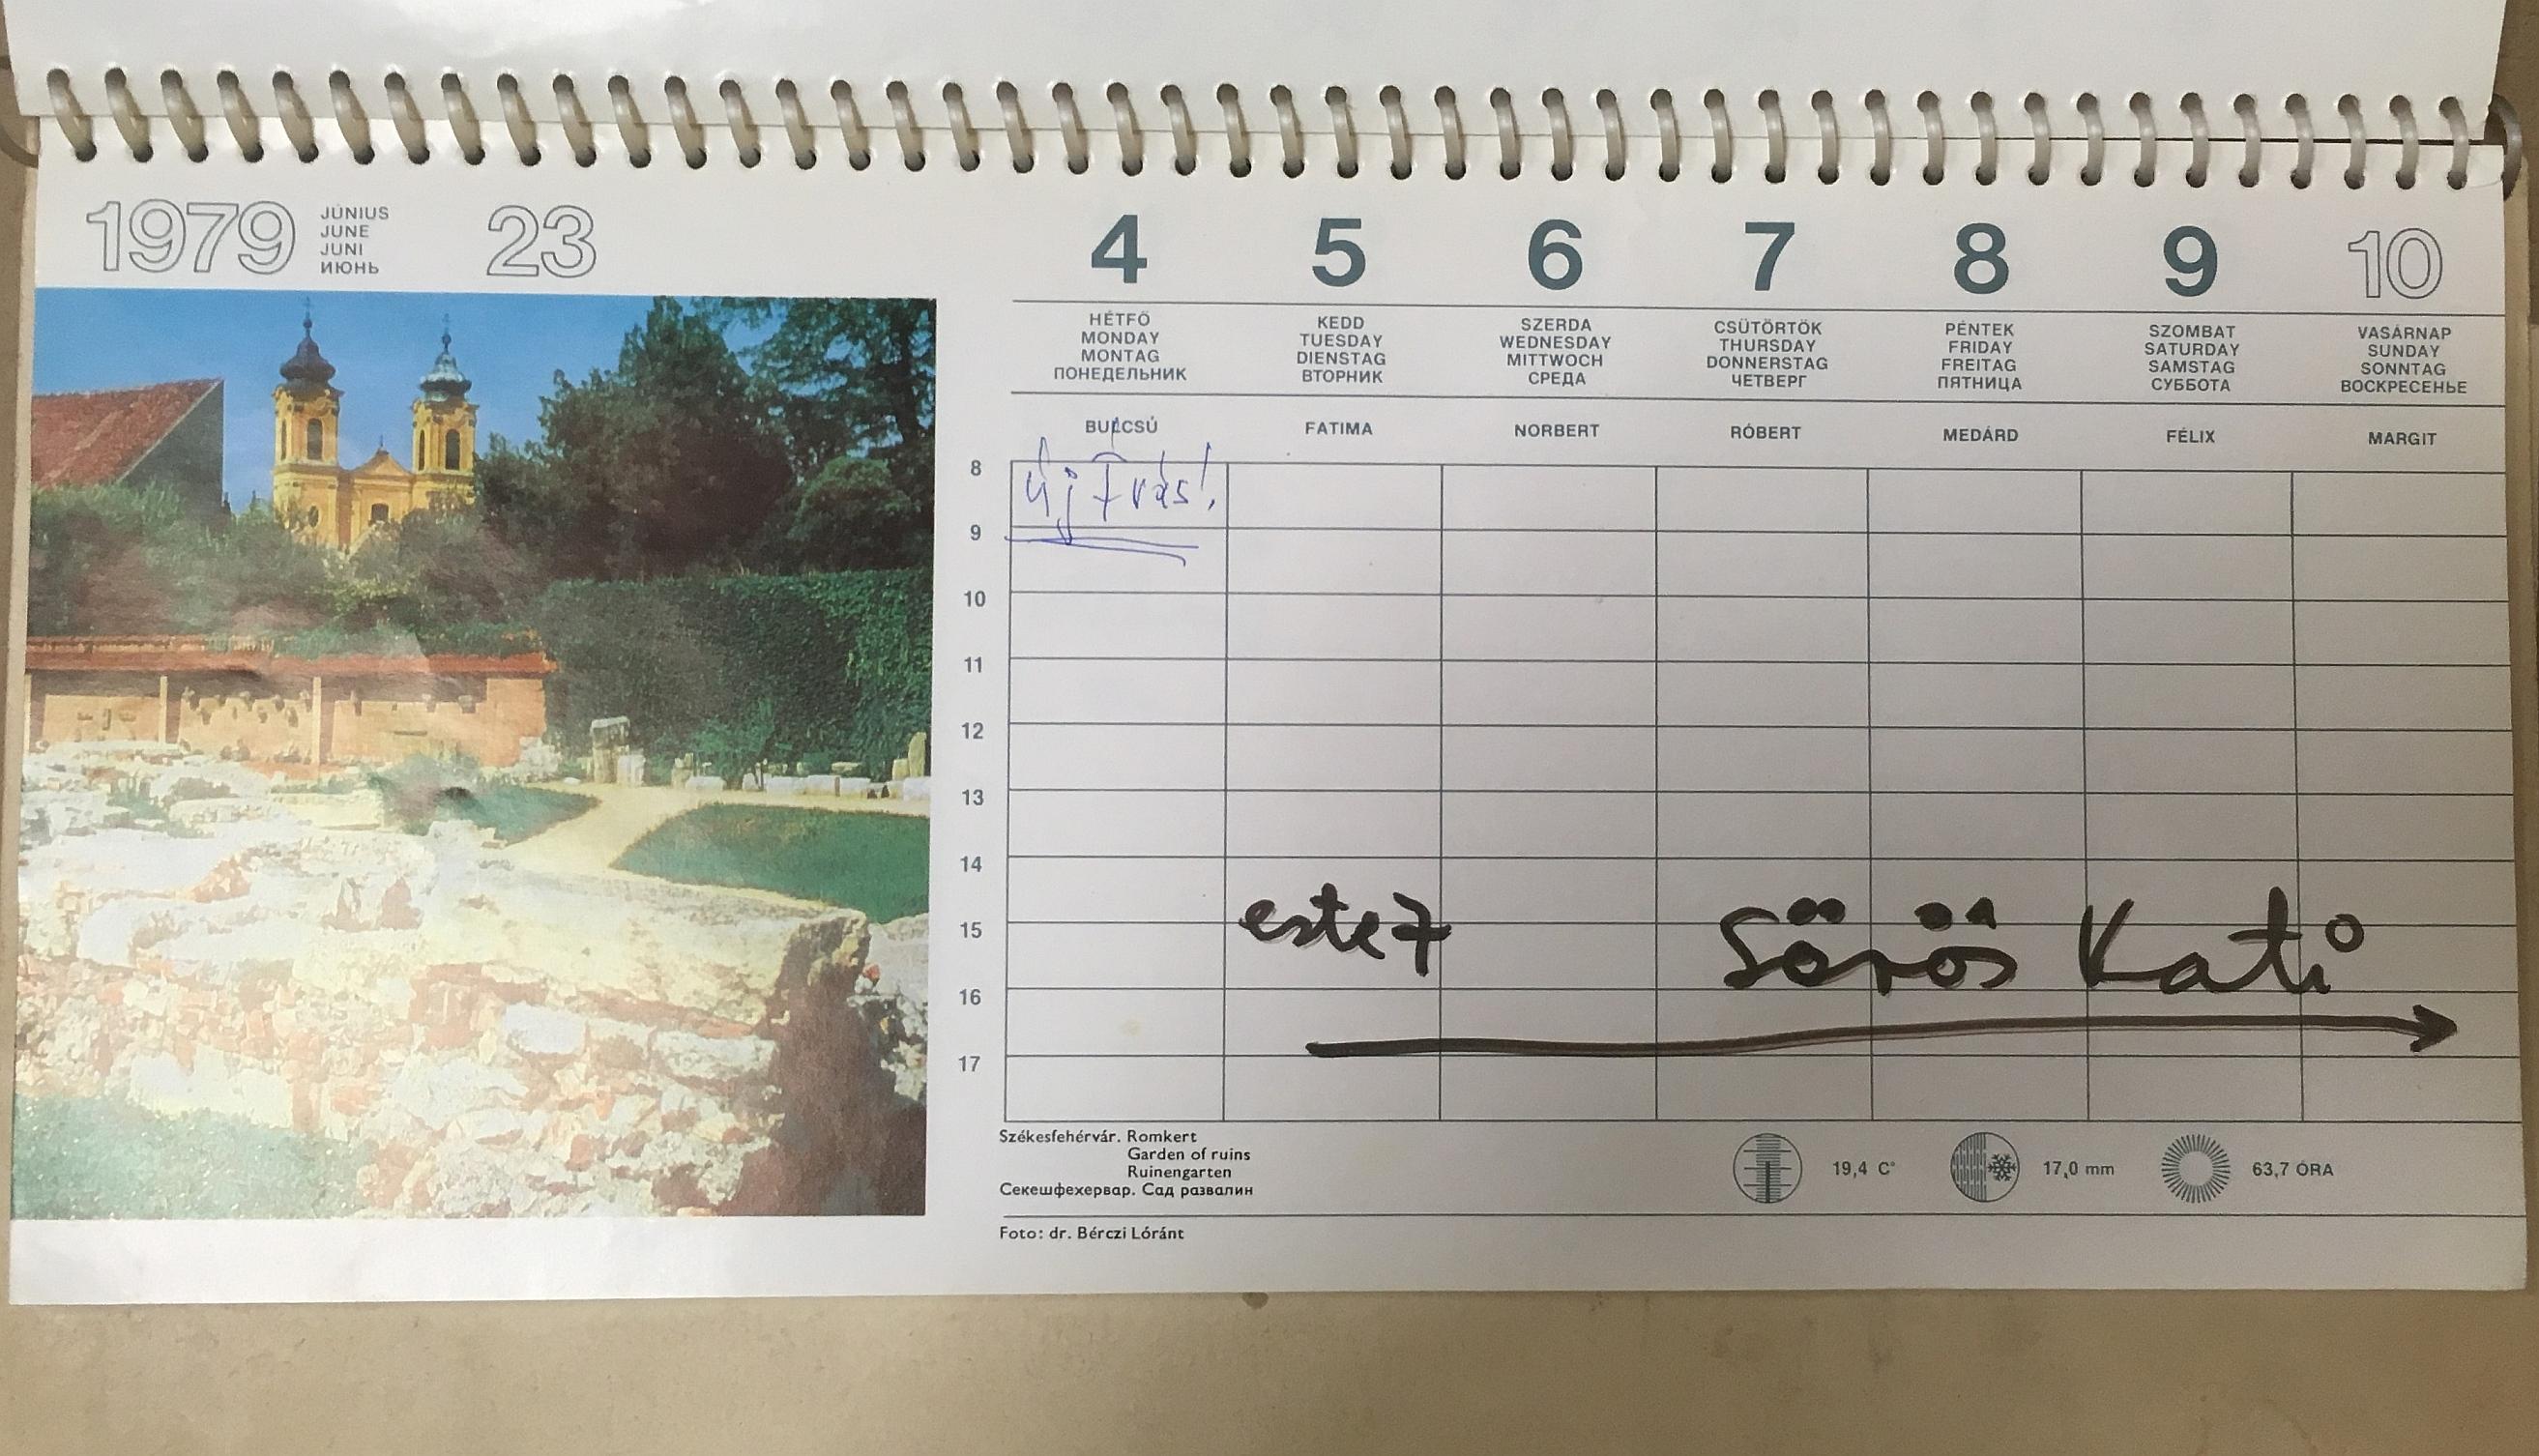 1979 JÚNIUS 23
JUNE
JUNI
ИЮНЬ
4 5 6 7 8 9 10
HÉTFŐ KEDD SZERDA CSÜTÖRTÖK PÉNTEK SZOMBAT VASÁRNAP
MONDAY TUESDAY WEDNESDAY THURSDAY FRIDAY SATURDAY SUNDAY
MONTAG DIENSTAG MITTWOCH DONNERSTAG FREITAG SAMSTAG SONNTAG
ПОНЕДЕЛЬНИК ВТОРНИК СРЕДА ЧЕТВЕРГ ПЯТНИЦА СУББОТА ВОСКРЕСЕНЬЕ
BULCSÚ FATIMA NORBERT RÓBERT MEDÁRD FÉLIX MARGIT
8
Új
9
10
11
12
13
14
este 7 Sörös Kati
15
16
17
Székesfehérvár. Romkert
Garden of ruins
Ruinengarten
Секешфехервар. Сад развалин
19,4 C° 17,0 mm 63,7 ÓRA
Foto: dr. Bérczi Lóránt